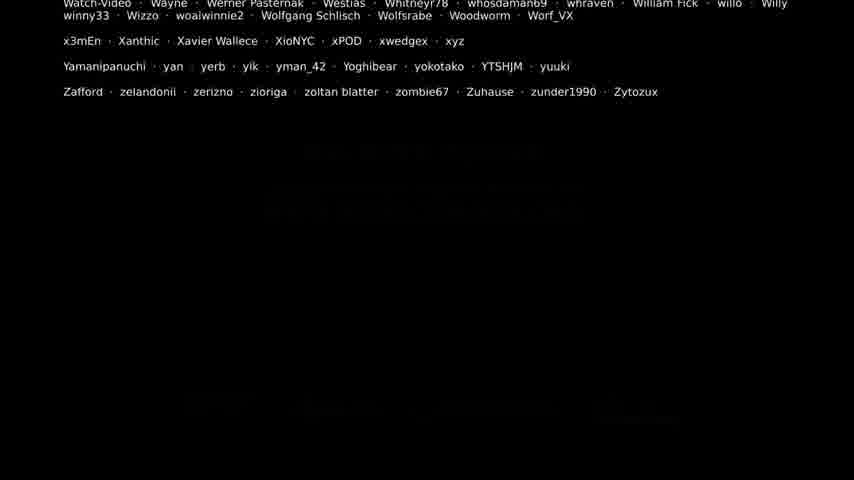 Watch-Video · Wayne · Werner Pasternak · Westias · Whitneyr78 · whosdaman69 · whraven · William Fick · willo · Willy
winny33 · Wizzo · woaiwinnie2 · Wolfgang Schlisch · Wolfsrabe · Woodworm · Worf_VX
x3mEn · Xanthic · Xavier Wallece · XioNYC · xPOD · xwedgex · xyz
Yamanipanuchi · yan · yerb · yik · yman_42 · Yoghibear · yokotako · YTSHJM · yuuki
Zafford · zelandonii · zerizno · zioriga · zoltan blatter · zombie67 · Zuhause · zunder1990 · Zytozux